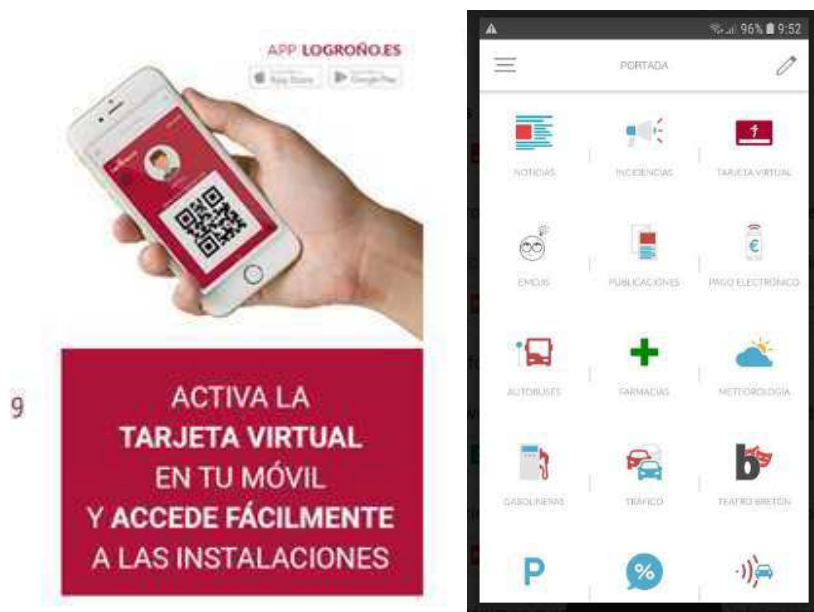 APP LOGROÑO.ES
App Store Google Play
9
ACTIVA LA
TARJETA VIRTUAL
EN TU MÓVIL
Y ACCEDE FÁCILMENTE
A LAS INSTALACIONES
96% 9:52
PORTADA
NOTICIAS INCIDENCIAS TARJETA VIRTUAL
EMOJIS PUBLICACIONES PAGO ELECTRÓNICO
AUTOBUSES FARMACIAS METEOROLOGÍA
GASOLINERAS TRÁFICO TEATRO BRETÓN
P %